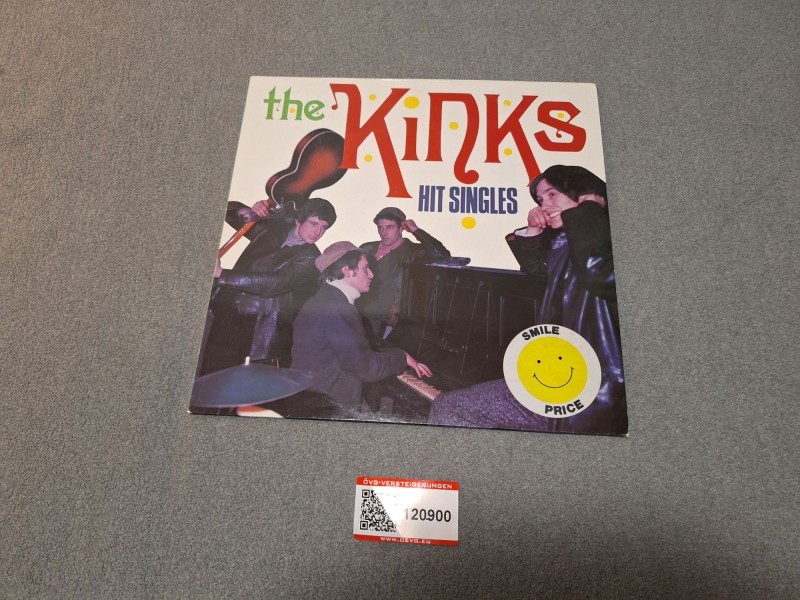 the Kinks
HIT SINGLES
SMILE
PRICE
ÖVG-VERSTEIGERUNGEN
120900
WWW.OEVG.EU